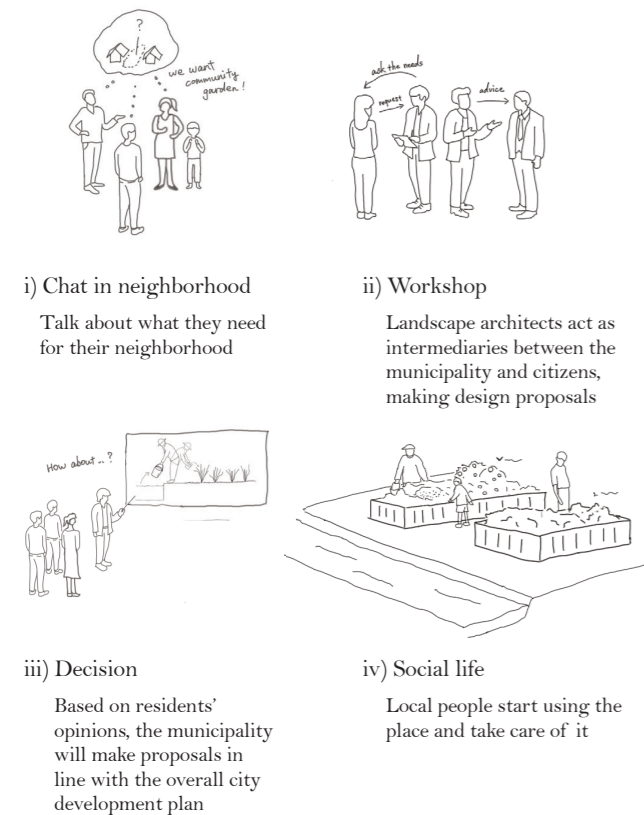 ?
we want
community
garden!
ask the needs
request
advice
i) Chat in neighborhood
Talk about what they need
for their neighborhood
ii) Workshop
Landscape architects act as
intermediaries between the
municipality and citizens,
making design proposals
How about...?
iii) Decision
Based on residents'
opinions, the municipality
will make proposals in
line with the overall city
development plan
iv) Social life
Local people start using the
place and take care of it